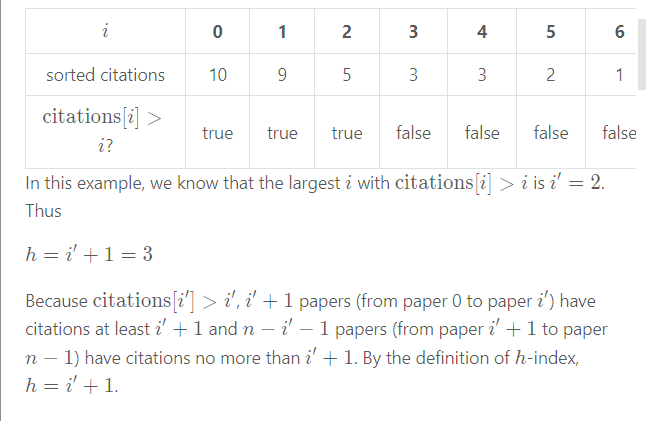 i 0 1 2 3 4 5 6
sorted citations 10 9 5 3 3 2 1
citations[i] >
i? true true true false false false false
In this example, we know that the largest i with citations[i] > i is i′ = 2.
Thus
h = i′ + 1 = 3
Because citations[i′] > i′, i′ + 1 papers (from paper 0 to paper i′) have
citations at least i′ + 1 and n − i′ − 1 papers (from paper i′ + 1 to paper
n − 1) have citations no more than i′ + 1. By the definition of h-index,
h = i′ + 1.